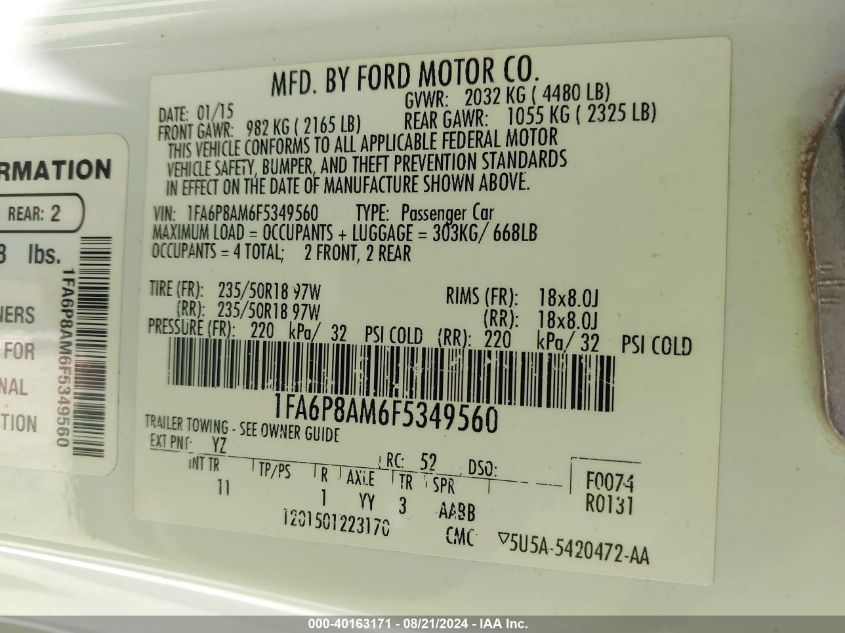 MFD. BY FORD MOTOR CO.
DATE: 01/15 GVWR: 2032 KG ( 4480 LB)
FRONT GAWR: 982 KG ( 2165 LB) REAR GAWR: 1055 KG ( 2325 LB)
THIS VEHICLE CONFORMS TO ALL APPLICABLE FEDERAL MOTOR
VEHICLE SAFETY, BUMPER, AND THEFT PREVENTION STANDARDS
IN EFFECT ON THE DATE OF MANUFACTURE SHOWN ABOVE.
VIN: 1FA6P8AM6F5349560 TYPE: Passenger Car
MAXIMUM LOAD = OCCUPANTS + LUGGAGE = 303KG/ 668LB
OCCUPANTS = 4 TOTAL; 2 FRONT, 2 REAR
TIRE (FR): 235/50R18 97W RIMS (FR): 18x8.0J
(RR): 235/50R18 97W (RR): 18x8.0J
PRESSURE (FR): 220 kPa/ 32 PSI COLD (RR): 220 kPa/ 32 PSI COLD
1FA6P8AM6F5349560
TRAILER TOWING - SEE OWNER GUIDE
EXT PNT: YZ RC: 52 DSO:
INT TR TP/PS R AXLE TR SPR
11 1 YY 3 AABB
F0074
R0131
1201501223170 CMC ▽5U5A-5420472-AA
RMATION
REAR: 2
8 lbs.
NERS
FOR
NAL
TION
1FA6P8AM6F5349560
000-40163171 - 08/21/2024 - IAA Inc.